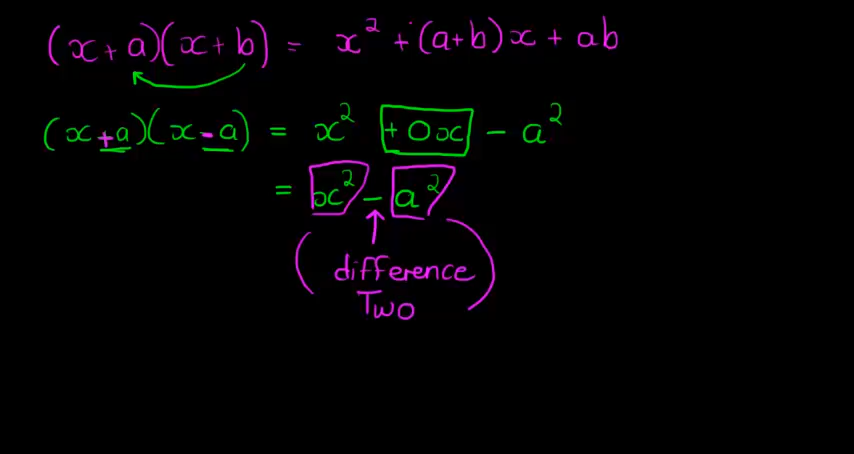 (x + a)(x + b) = x² + (a+b)x + ab
(x + a)(x - a) = x² + 0x - a²
= x² - a²
difference
Two